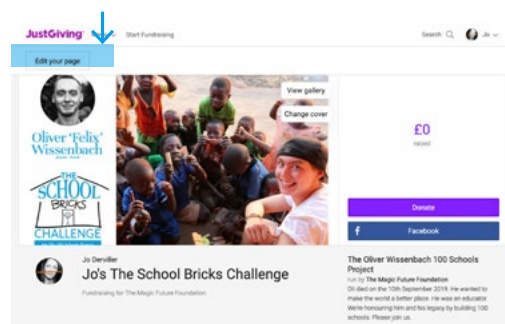 JustGiving
Start Fundraising
Search
Jo
Edit your page
View gallery
Change cover
Oliver 'Felix'
Wissenbach
THE
SCHOOL
BRICKS
CHALLENGE
£0
raised
Donate
f Facebook
Jo Derviller
Jo's The School Bricks Challenge
Fundraising for The Magic Future Foundation
The Oliver Wissenbach 100 Schools
Project
run by The Magic Future Foundation
Oli died on the 10th September 2019. He wanted to
make the world a better place. He was an educator.
We're honouring him and his legacy by building 100
schools. Please join us.